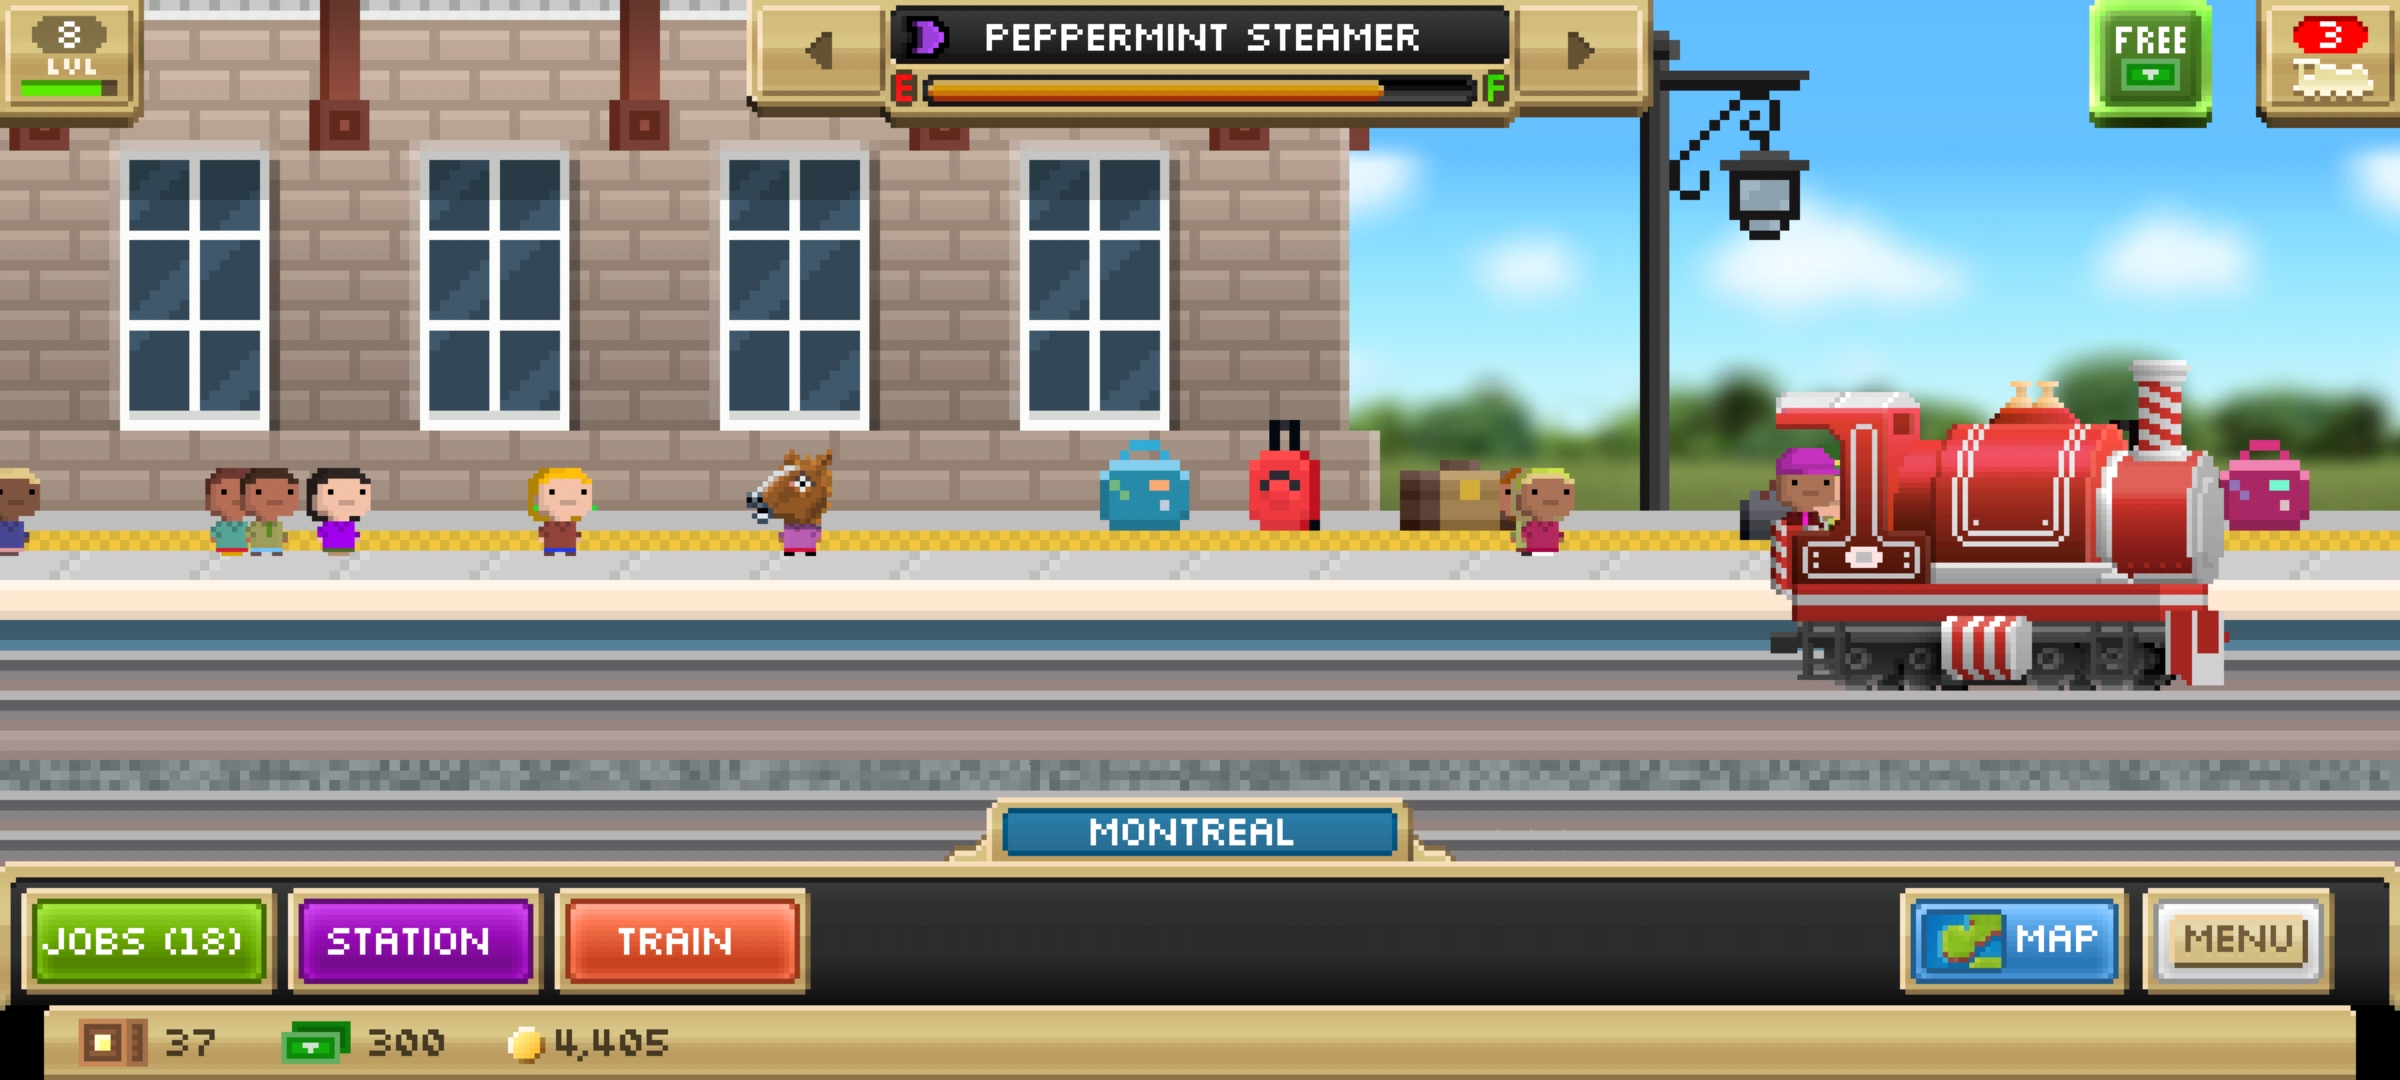 8
LVL
PEPPERMINT STEAMER
E F
FREE
3
MONTREAL
JOBS (18)
STATION
TRAIN
MAP
MENU
37
300
4,405